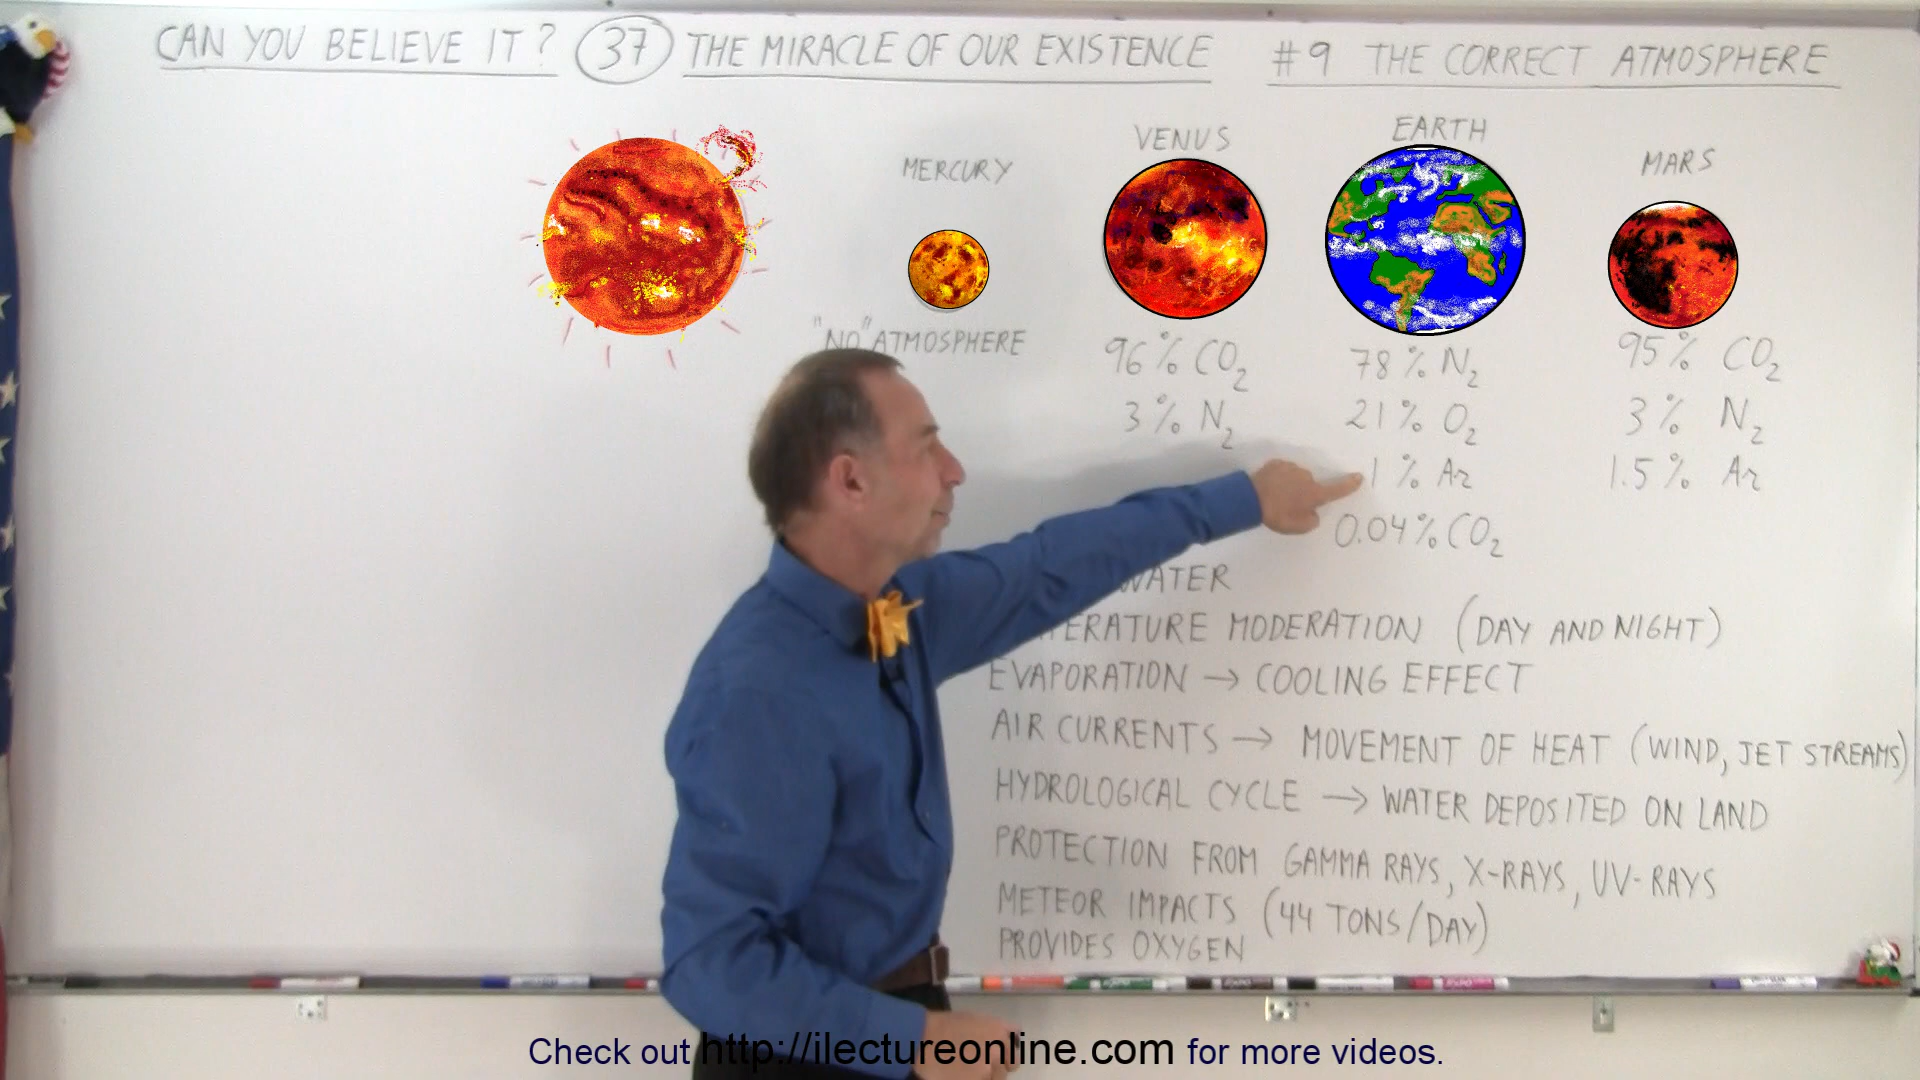 CAN YOU BELIEVE IT? 37 THE MIRACLE OF OUR EXISTENCE #9 THE CORRECT ATMOSPHERE
MERCURY
VENUS
EARTH
MARS
"NO" ATMOSPHERE
96% CO2
3% N2
78% N2
21% O2
1% Ar
0.04% CO2
95% CO2
3% N2
1.5% Ar
WATER
ERATURE MODERATION (DAY AND NIGHT)
EVAPORATION → COOLING EFFECT
AIR CURRENTS → MOVEMENT OF HEAT (WIND, JET STREAMS)
HYDROLOGICAL CYCLE → WATER DEPOSITED ON LAND
PROTECTION FROM GAMMA RAYS, X-RAYS, UV-RAYS
METEOR IMPACTS (44 TONS/DAY)
PROVIDES OXYGEN
Check out http://ilectureonline.com for more videos.